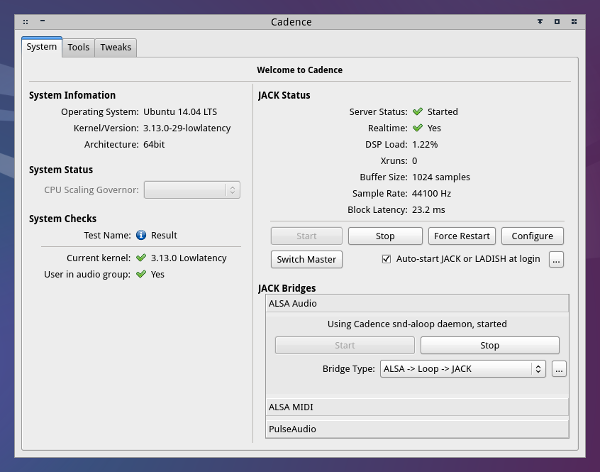 Cadence
System Tools Tweaks
Welcome to Cadence
System Infomation
Operating System: Ubuntu 14.04 LTS
Kernel/Version: 3.13.0-29-lowlatency
Architecture: 64bit
System Status
CPU Scaling Governor:
System Checks
Test Name: Result
Current kernel: 3.13.0 Lowlatency
User in audio group: Yes
JACK Status
Server Status: Started
Realtime: Yes
DSP Load: 1.22%
Xruns: 0
Buffer Size: 1024 samples
Sample Rate: 44100 Hz
Block Latency: 23.2 ms
Start Stop Force Restart Configure
Switch Master Auto-start JACK or LADISH at login ...
JACK Bridges
ALSA Audio
Using Cadence snd-aloop daemon, started
Start Stop
Bridge Type: ALSA -> Loop -> JACK ...
ALSA MIDI
PulseAudio